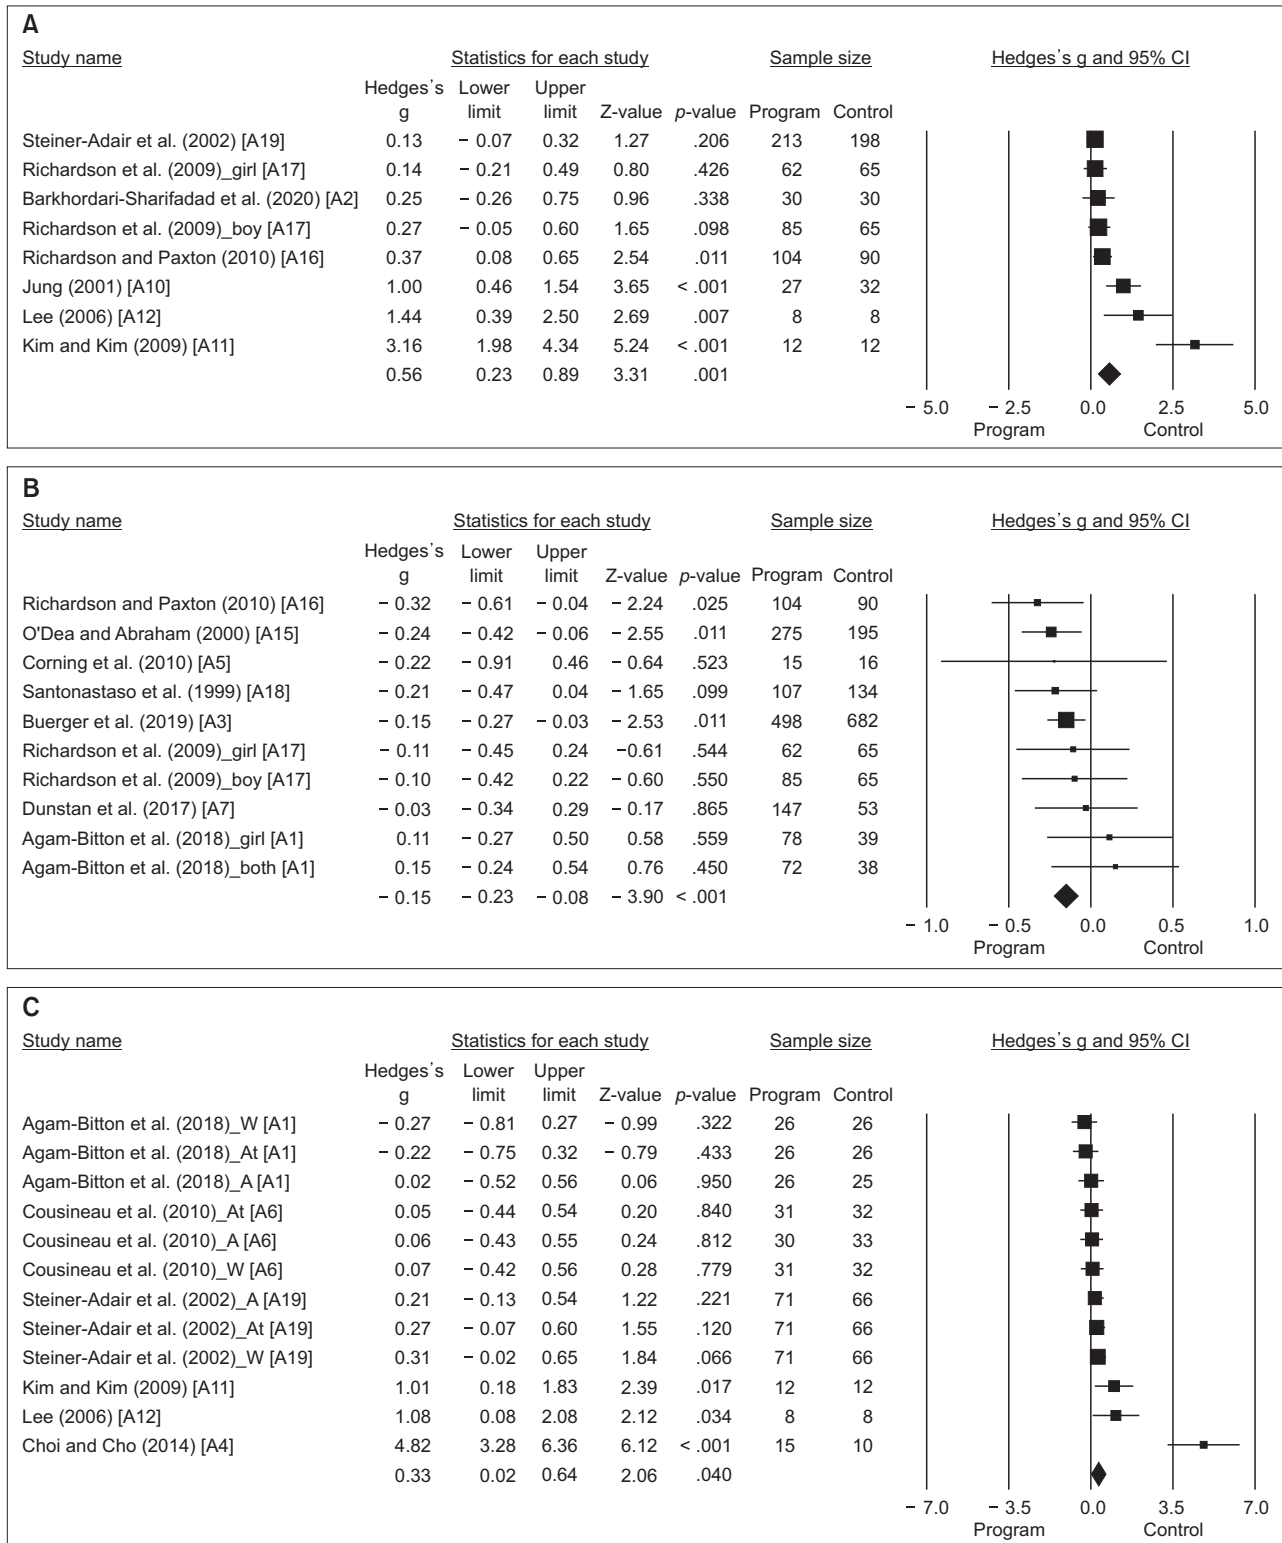 A
Study name Statistics for each study Sample size Hedges's g and 95% CI
Hedges's Lower Upper
g limit limit Z-value p-value Program Control
Steiner-Adair et al. (2002) [A19] 0.13 − 0.07 0.32 1.27 .206 213 198
Richardson et al. (2009)_girl [A17] 0.14 − 0.21 0.49 0.80 .426 62 65
Barkhordari-Sharifadad et al. (2020) [A2] 0.25 − 0.26 0.75 0.96 .338 30 30
Richardson et al. (2009)_boy [A17] 0.27 − 0.05 0.60 1.65 .098 85 65
Richardson and Paxton (2010) [A16] 0.37 0.08 0.65 2.54 .011 104 90
Jung (2001) [A10] 1.00 0.46 1.54 3.65 < .001 27 32
Lee (2006) [A12] 1.44 0.39 2.50 2.69 .007 8 8
Kim and Kim (2009) [A11] 3.16 1.98 4.34 5.24 < .001 12 12
0.56 0.23 0.89 3.31 .001
− 5.0 − 2.5 0.0 2.5 5.0
Program Control
B
Study name Statistics for each study Sample size Hedges's g and 95% CI
Hedges's Lower Upper
g limit limit Z-value p-value Program Control
Richardson and Paxton (2010) [A16] − 0.32 − 0.61 − 0.04 − 2.24 .025 104 90
O'Dea and Abraham (2000) [A15] − 0.24 − 0.42 − 0.06 − 2.55 .011 275 195
Corning et al. (2010) [A5] − 0.22 − 0.91 0.46 − 0.64 .523 15 16
Santonastaso et al. (1999) [A18] − 0.21 − 0.47 0.04 − 1.65 .099 107 134
Buerger et al. (2019) [A3] − 0.15 − 0.27 − 0.03 − 2.53 .011 498 682
Richardson et al. (2009)_girl [A17] − 0.11 − 0.45 0.24 −0.61 .544 62 65
Richardson et al. (2009)_boy [A17] − 0.10 − 0.42 0.22 − 0.60 .550 85 65
Dunstan et al. (2017) [A7] − 0.03 − 0.34 0.29 − 0.17 .865 147 53
Agam-Bitton et al. (2018)_girl [A1] 0.11 − 0.27 0.50 0.58 .559 78 39
Agam-Bitton et al. (2018)_both [A1] 0.15 − 0.24 0.54 0.76 .450 72 38
− 0.15 − 0.23 − 0.08 − 3.90 < .001
− 1.0 − 0.5 0.0 0.5 1.0
Program Control
C
Study name Statistics for each study Sample size Hedges's g and 95% CI
Hedges's Lower Upper
g limit limit Z-value p-value Program Control
Agam-Bitton et al. (2018)_W [A1] − 0.27 − 0.81 0.27 − 0.99 .322 26 26
Agam-Bitton et al. (2018)_At [A1] − 0.22 − 0.75 0.32 − 0.79 .433 26 26
Agam-Bitton et al. (2018)_A [A1] 0.02 − 0.52 0.56 0.06 .950 26 25
Cousineau et al. (2010)_At [A6] 0.05 − 0.44 0.54 0.20 .840 31 32
Cousineau et al. (2010)_A [A6] 0.06 − 0.43 0.55 0.24 .812 30 33
Cousineau et al. (2010)_W [A6] 0.07 − 0.42 0.56 0.28 .779 31 32
Steiner-Adair et al. (2002)_A [A19] 0.21 − 0.13 0.54 1.22 .221 71 66
Steiner-Adair et al. (2002)_At [A19] 0.27 − 0.07 0.60 1.55 .120 71 66
Steiner-Adair et al. (2002)_W [A19] 0.31 − 0.02 0.65 1.84 .066 71 66
Kim and Kim (2009) [A11] 1.01 0.18 1.83 2.39 .017 12 12
Lee (2006) [A12] 1.08 0.08 2.08 2.12 .034 8 8
Choi and Cho (2014) [A4] 4.82 3.28 6.36 6.12 < .001 15 10
0.33 0.02 0.64 2.06 .040
− 7.0 − 3.5 0.0 3.5 7.0
Program Control